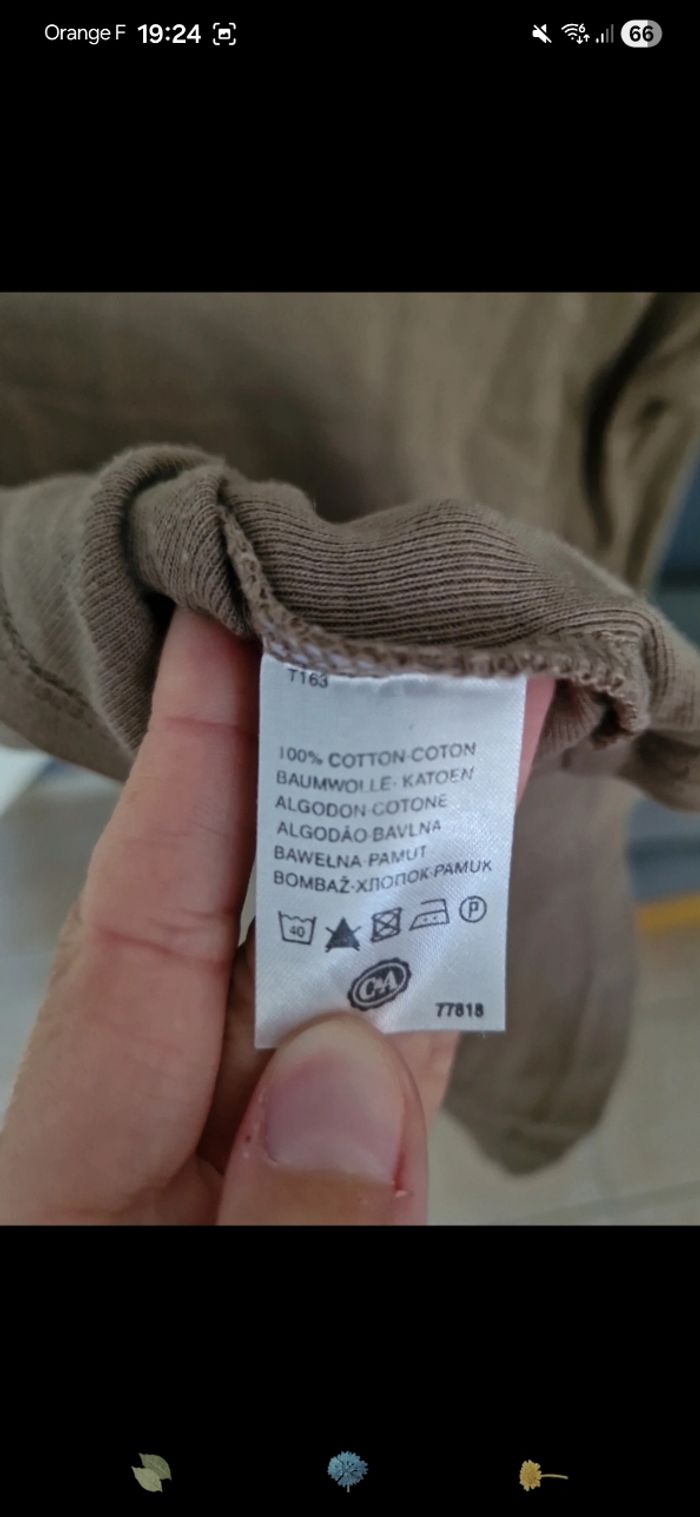 Orange F 19:24 66
T163
100% COTTON·COTON
BAUMWOLLE·KATOEN
ALGODON·COTONE
ALGODÃO·BAVLNA
BAWEŁNA·PAMUT
BOMBAŽ·ХЛОПОК·PAMUK
40 P
C&A
77818